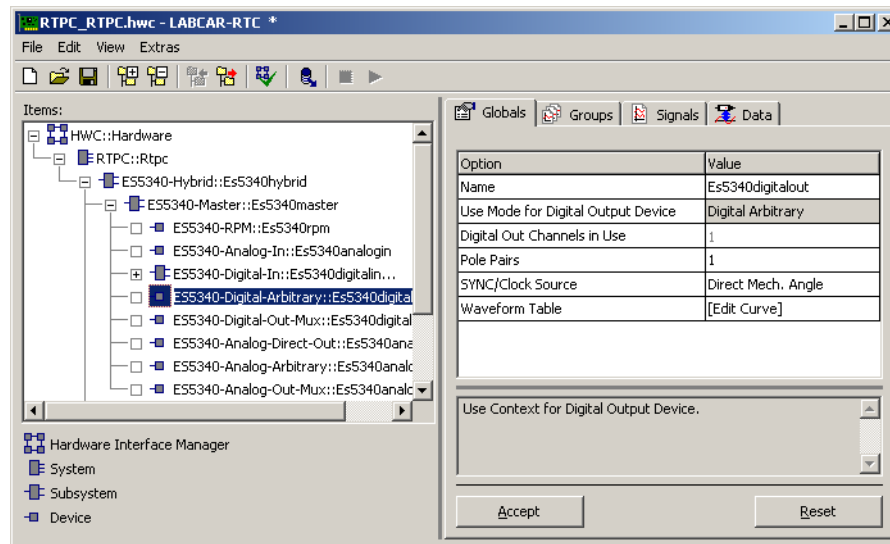 RTPC_RTPC.hwc - LABCAR-RTC *
File Edit View Extras
Items:
HWC::Hardware
RTPC::Rtpc
ES5340-Hybrid::Es5340hybrid
ES5340-Master::Es5340master
ES5340-RPM::Es5340rpm
ES5340-Analog-In::Es5340analogin
ES5340-Digital-In::Es5340digitalin...
ES5340-Digital-Arbitrary::Es5340digital
ES5340-Digital-Out-Mux::Es5340digital
ES5340-Analog-Direct-Out::Es5340ana
ES5340-Analog-Arbitrary::Es5340analo
ES5340-Analog-Out-Mux::Es5340analo
Hardware Interface Manager
System
Subsystem
Device
Globals Groups Signals Data
Option Value
Name Es5340digitalout
Use Mode for Digital Output Device Digital Arbitrary
Digital Out Channels in Use 1
Pole Pairs 1
SYNC/Clock Source Direct Mech. Angle
Waveform Table [Edit Curve]
Use Context for Digital Output Device.
Accept Reset